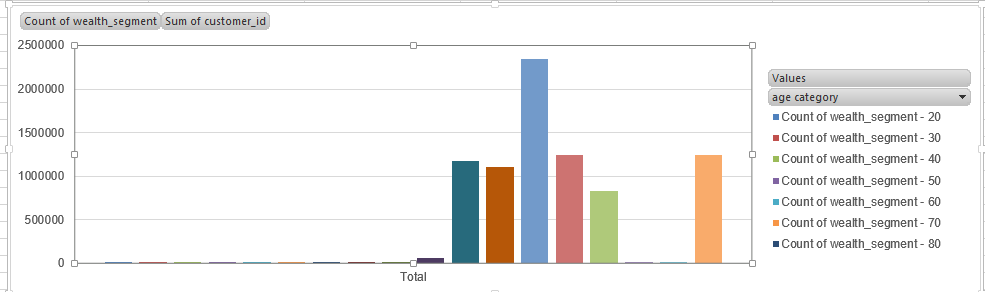 Count of wealth_segment Sum of customer_id
2500000
2000000
1500000
1000000
500000
0
Total
Values
age category
Count of wealth_segment - 20
Count of wealth_segment - 30
Count of wealth_segment - 40
Count of wealth_segment - 50
Count of wealth_segment - 60
Count of wealth_segment - 70
Count of wealth_segment - 80